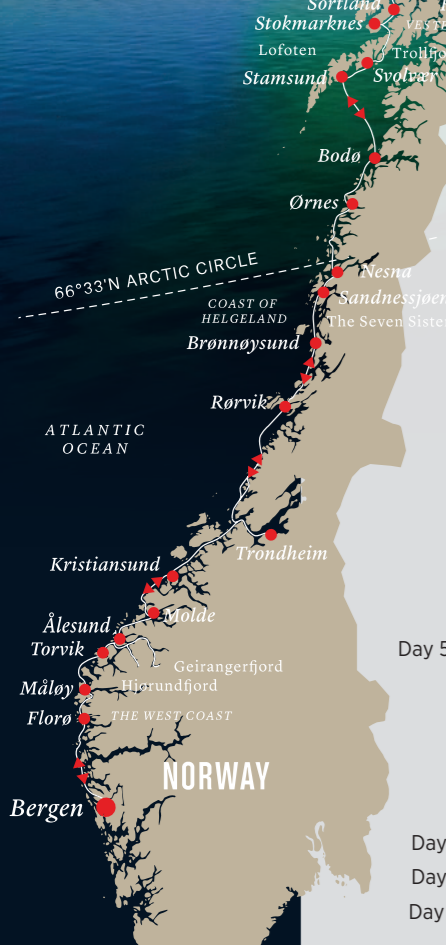 Sortland
Stokmarknes
Lofoten
Stamsund
Svolvær
Bodø
Ørnes
66°33'N ARCTIC CIRCLE
Nesna
COAST OF
HELGELAND
Sandnessjøen
The Seven Siste
Brønnøysund
Rørvik
ATLANTIC
OCEAN
Trondheim
Kristiansund
Molde
Ålesund
Torvik
Day 5
Geirangerfjord
Måløy
Hjørundfjord
Florø
THE WEST COAST
NORWAY
Bergen
Day
Day
Day